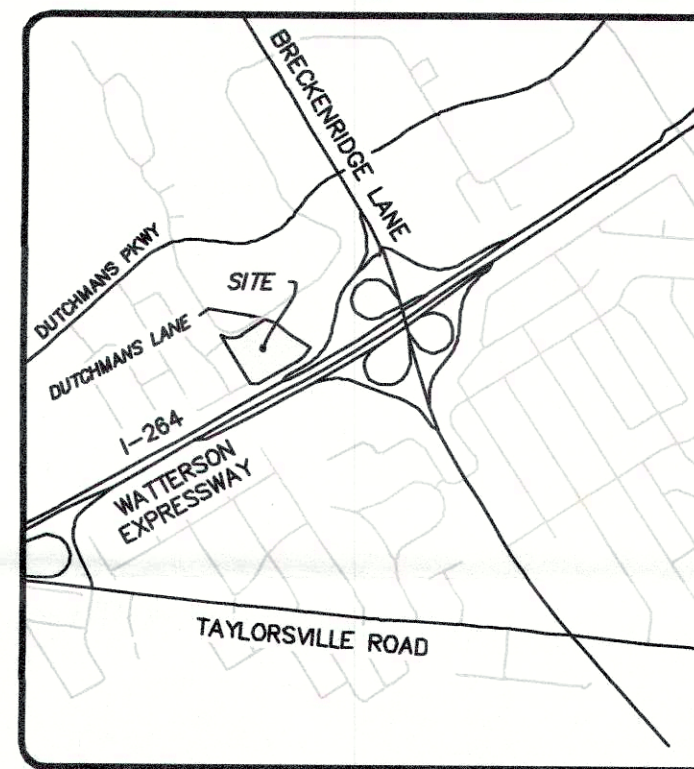 BRECKENRIDGE LANE
DUTCHMANS PKWY
SITE
DUTCHMANS LANE
I-264
WATTERSON
EXPRESSWAY
TAYLORSVILLE ROAD